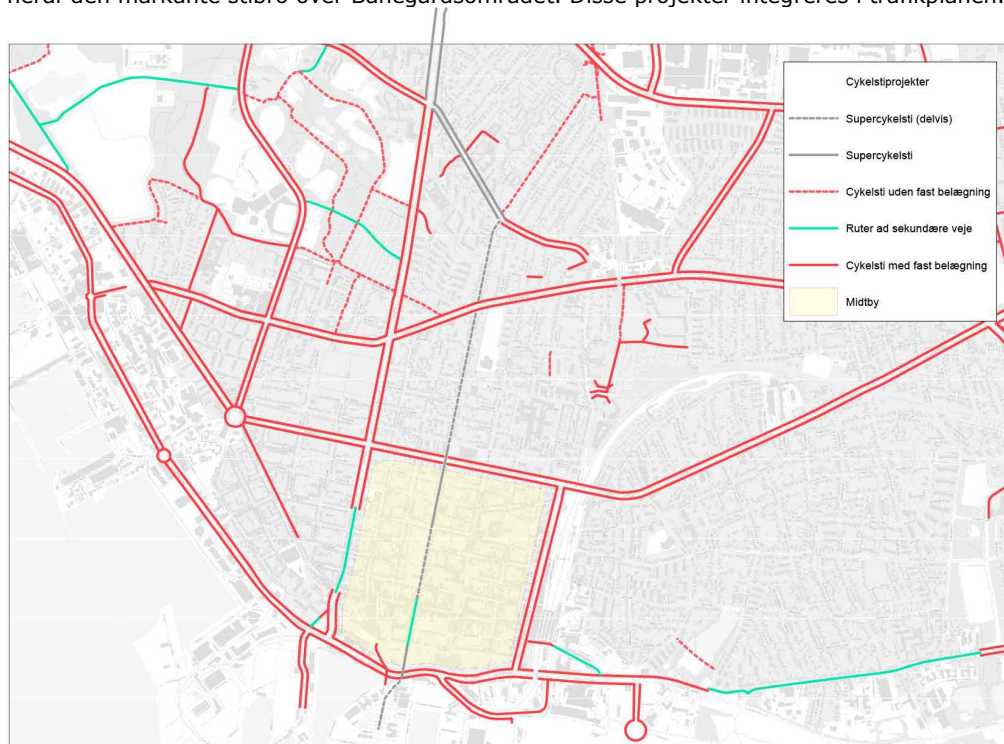 heraf den markante stibro over Banegårdsområdet. Disse projekter integreres i trafikplanen.
Cykelstiprojekter
Supercykelsti (delvis)
Supercykelsti
Cykelsti uden fast belægning
Ruter ad sekundære veje
Cykelsti med fast belægning
Midtby